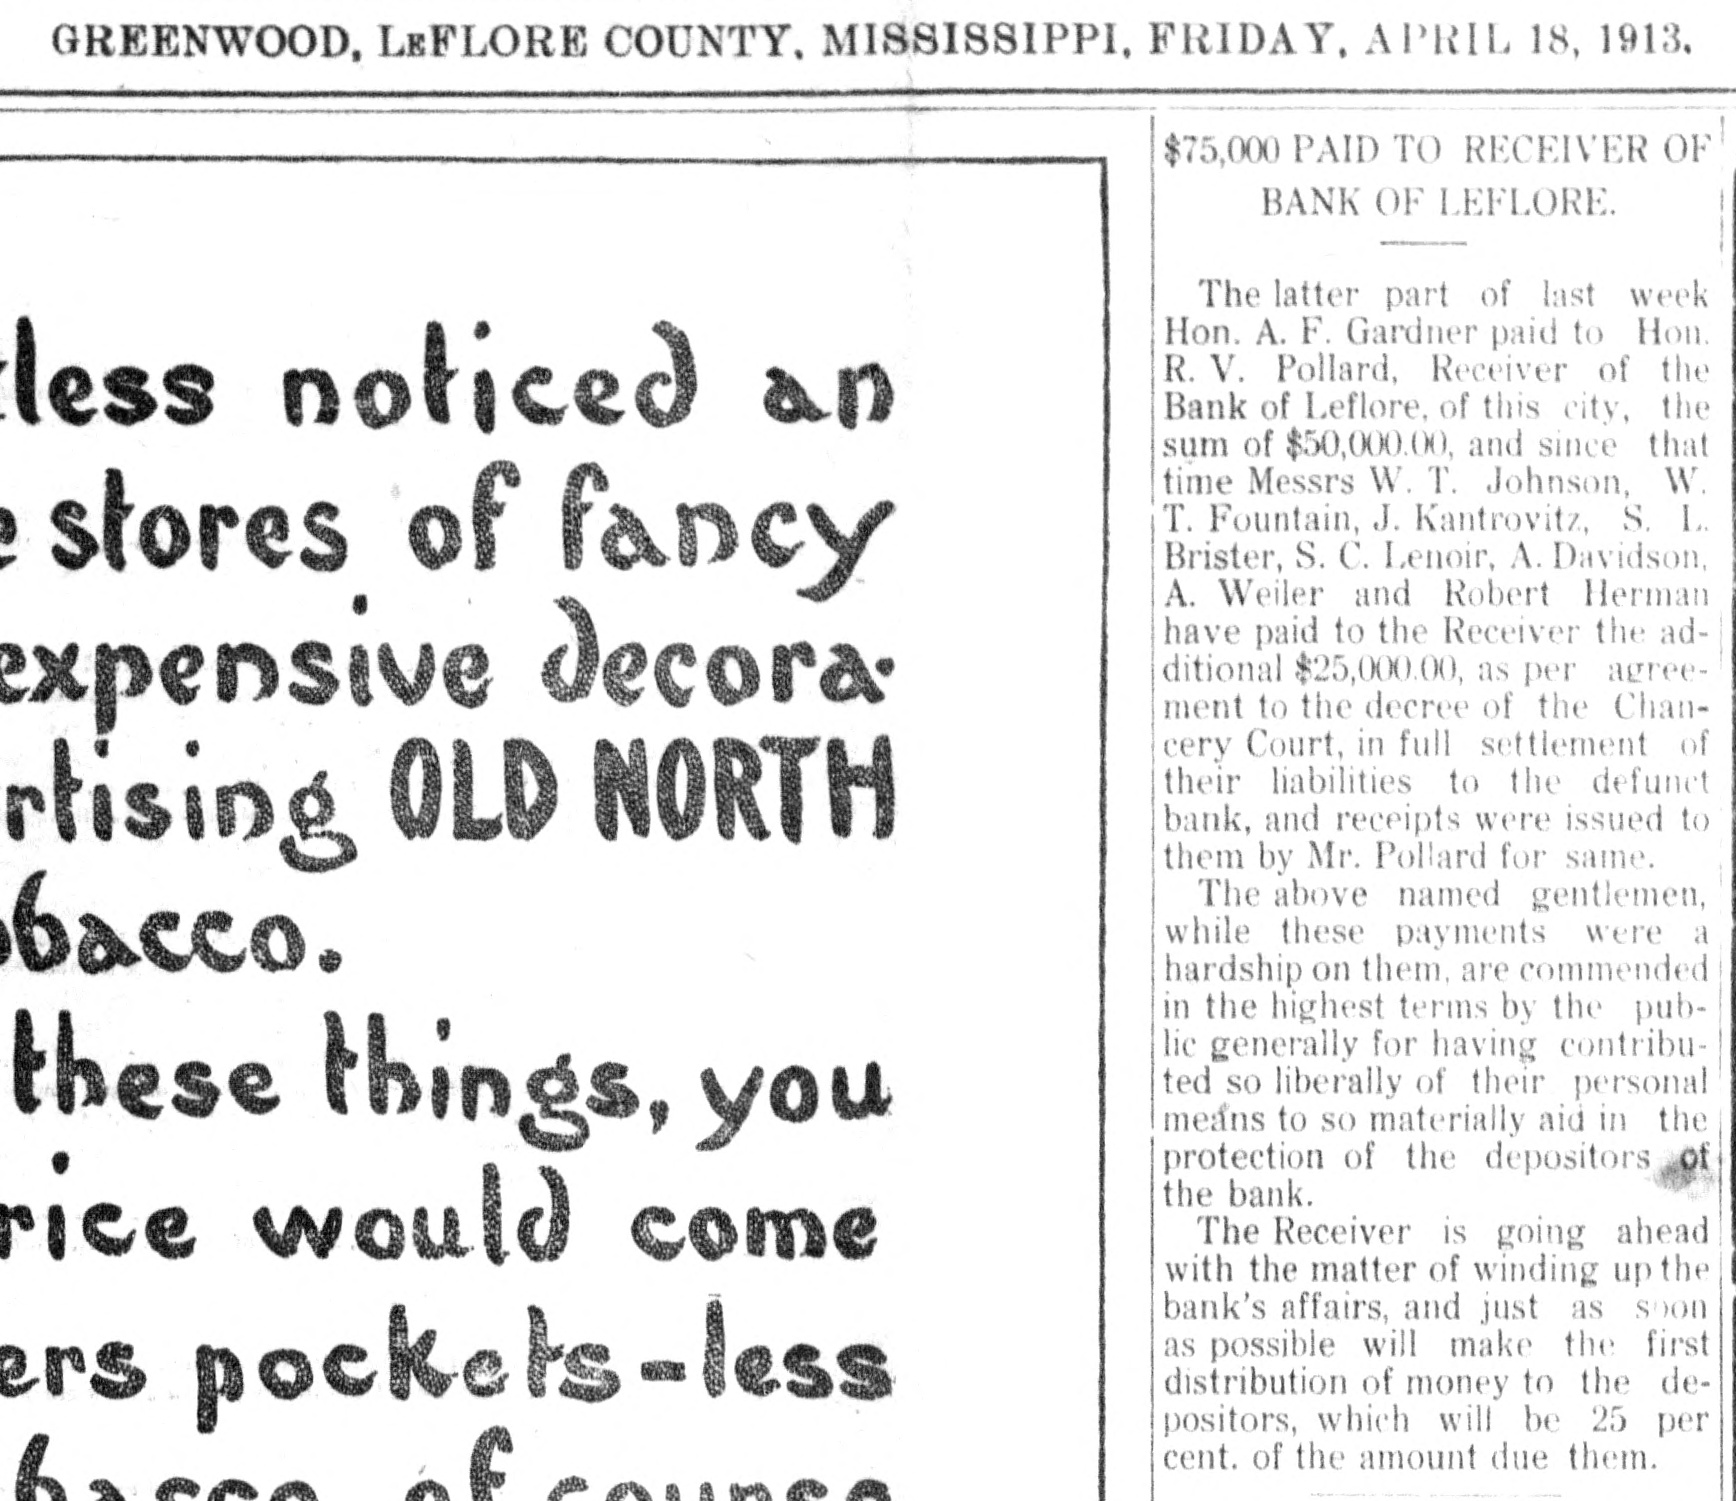 GREENWOOD, LeFLORE COUNTY, MISSISSIPPI, FRIDAY, APRIL 18, 1913.
less noticed an
stores of fancy
expensive decora-
rtising OLD NORTH
obacco.
these things, you
rice would come
ers pockets-less
bacco of course
$75,000 PAID TO RECEIVER OF
BANK OF LEFLORE.
The latter part of last week
Hon. A. F. Gardner paid to Hon.
R. V. Pollard, Receiver of the
Bank of Leflore, of this city, the
sum of $50,000.00, and since that
time Messrs W. T. Johnson, W.
T. Fountain, J. Kantrovitz, S. L.
Brister, S. C. Lenoir, A. Davidson,
A. Weiler and Robert Herman
have paid to the Receiver the ad-
ditional $25,000.00, as per agree-
ment to the decree of the Chan-
cery Court, in full settlement of
their liabilities to the defunct
bank, and receipts were issued to
them by Mr. Pollard for same.
The above named gentlemen,
while these payments were a
hardship on them, are commended
in the highest terms by the pub-
lic generally for having contribu-
ted so liberally of their personal
means to so materially aid in the
protection of the depositors of
the bank.
The Receiver is going ahead
with the matter of winding up the
bank's affairs, and just as soon
as possible will make the first
distribution of money to the de-
positors, which will be 25 per
cent. of the amount due them.